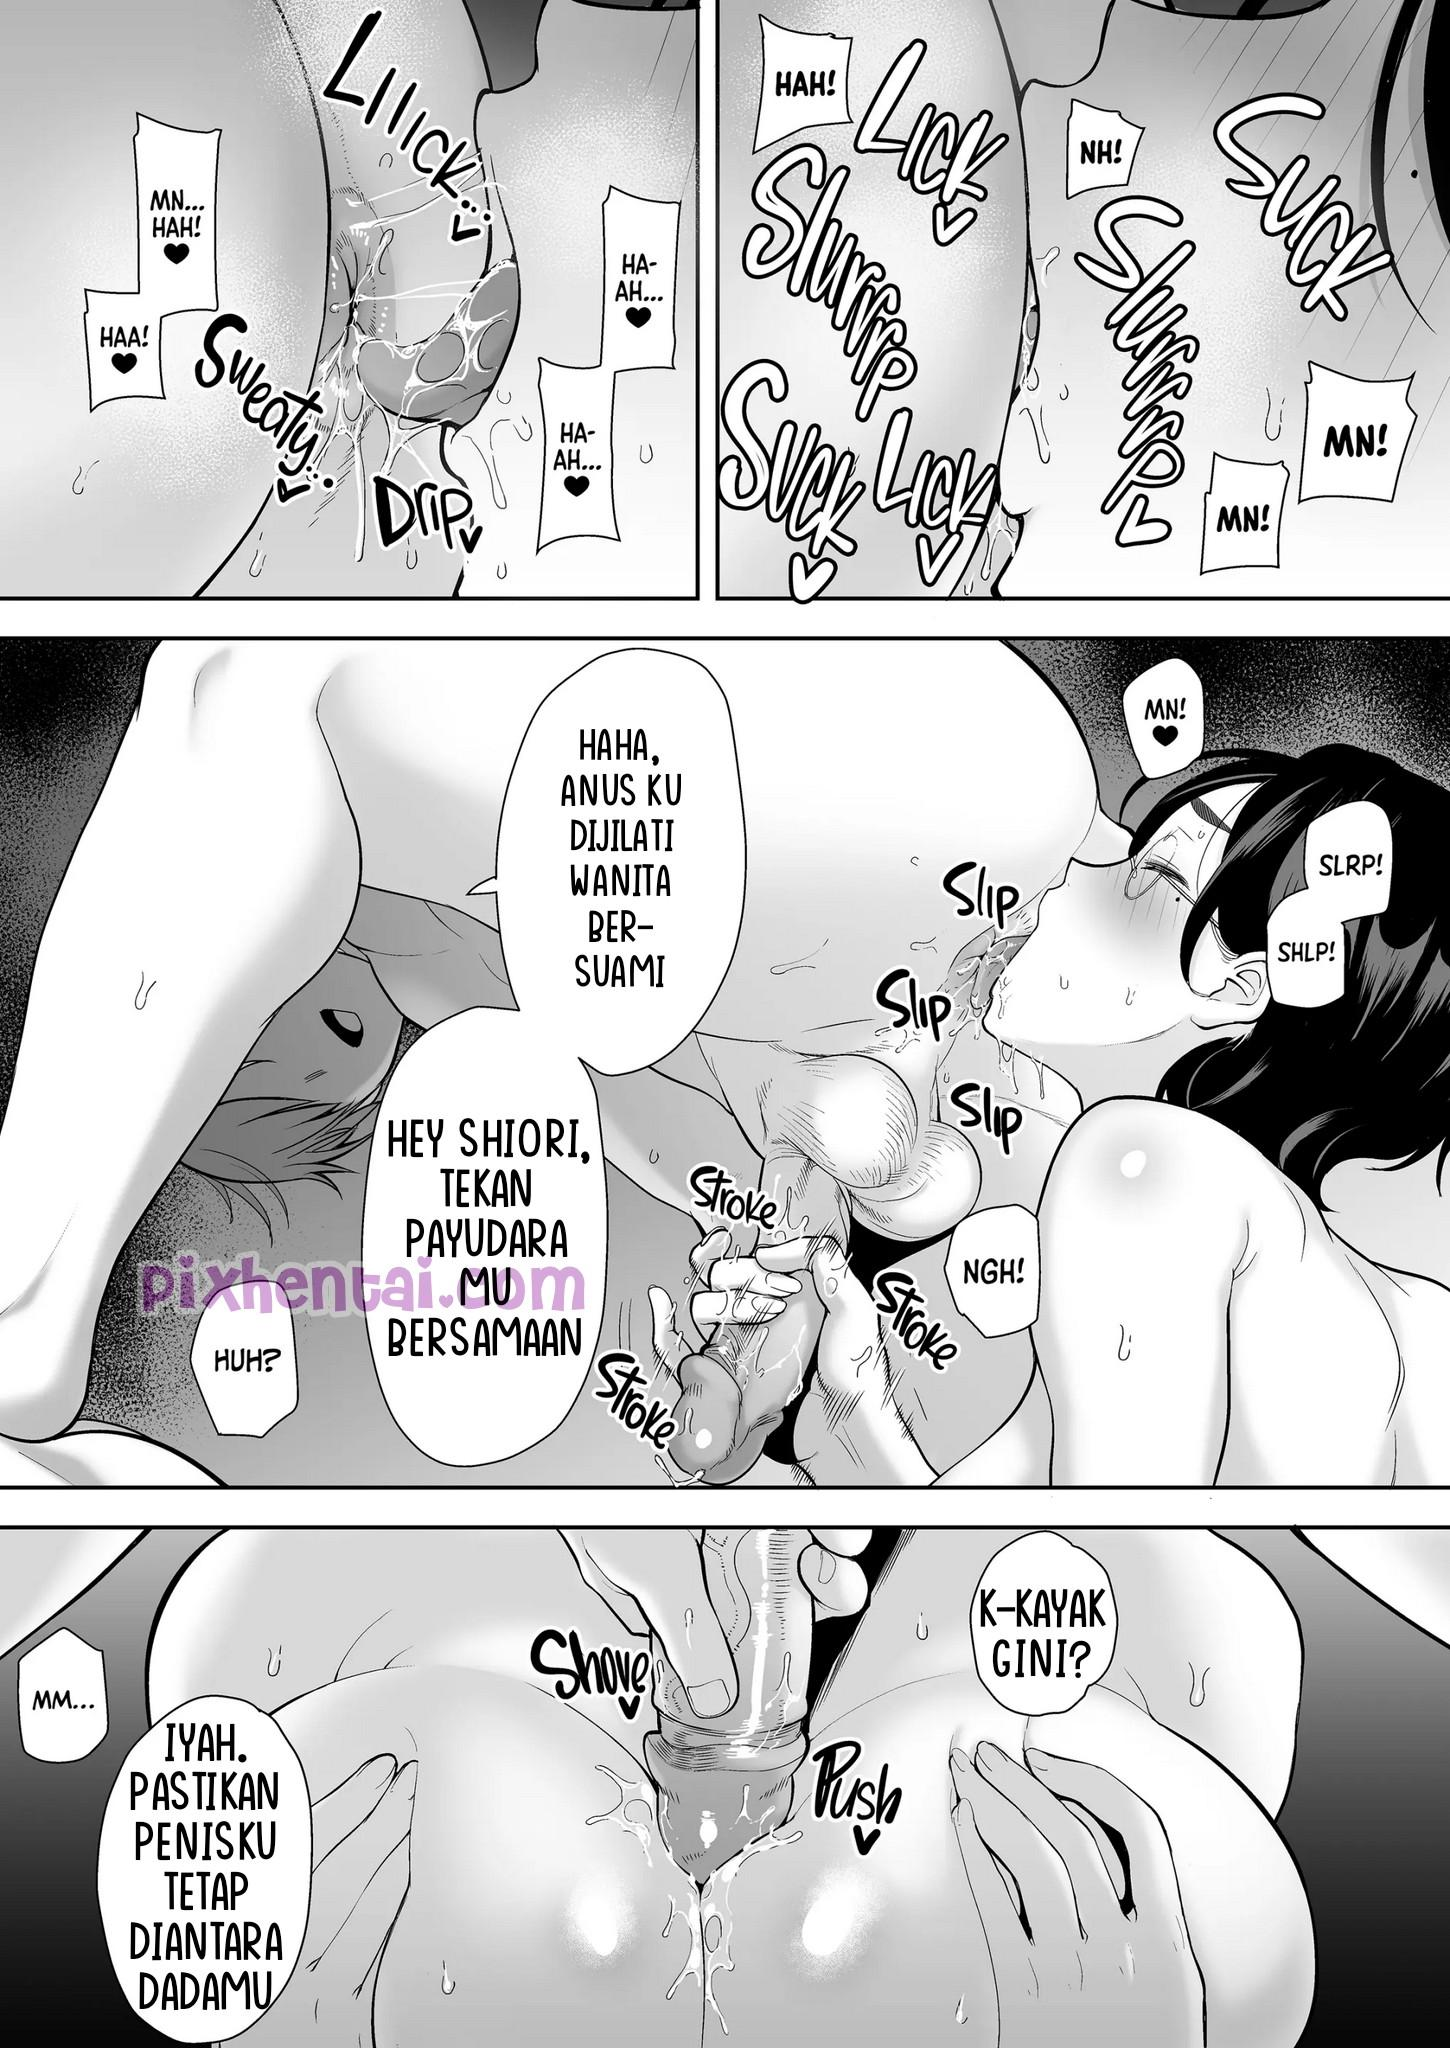 LIIICK...
MN...
HAH!
HAA!
HA-
AH...
HA-
AH...
SWEATY...
DRIP
HAH!
LICK
SLURRP
SUCK
LICK
NH!
SUCK
SLURRP
MN!
MN!
HAHA,
ANUS KU
DIJILATI
WANITA
BER-
SUAMI
HEY SHIORI,
TEKAN
PAYUDARA
MU
BERSAMAAN
pixhentai.com
HUH?
MN!
SLRP!
SHLP!
SLIP
SLIP
SLIP
STROKE
STROKE
STROKE
NGH!
K-KAYAK
GINI?
SHOVE
PUSH
MM...
IYAH.
PASTIKAN
PENISKU
TETAP
DIANTARA
DADAMU